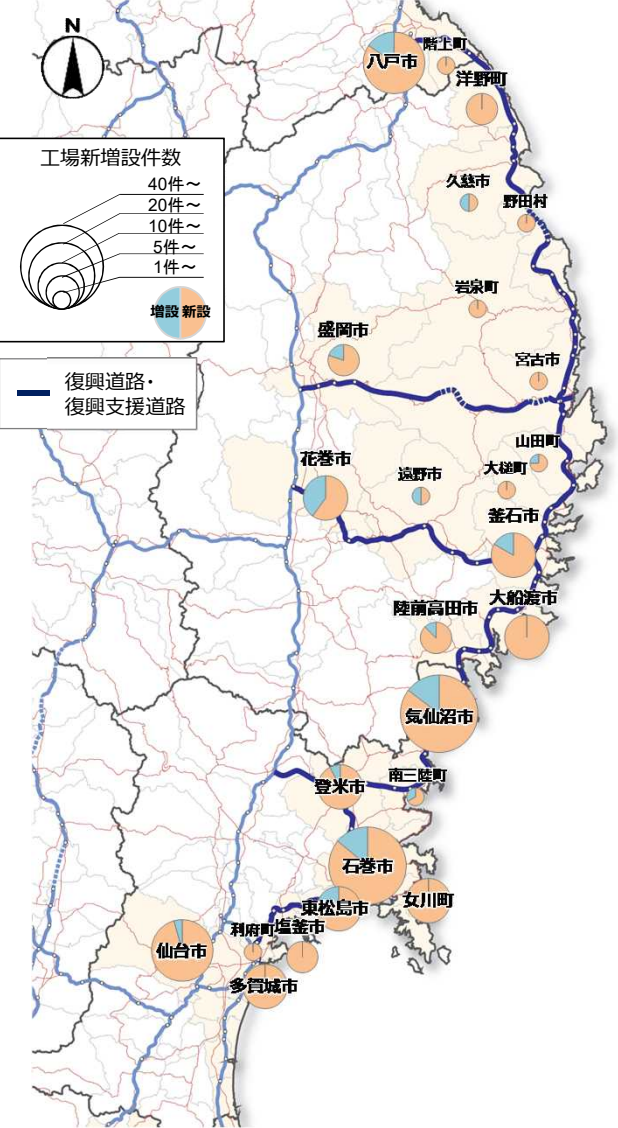 N
階上町
八戸市
洋野町
工場新増設件数
40件～
20件～
10件～
5件～
1件～
増設 新設
久慈市
野田村
岩泉町
盛岡市
宮古市
復興道路・
復興支援道路
山田町
花巻市
遠野市
大槌町
釜石市
大船渡市
陸前高田市
気仙沼市
南三陸町
登米市
石巻市
女川町
東松島市
利府町
塩釜市
仙台市
多賀城市